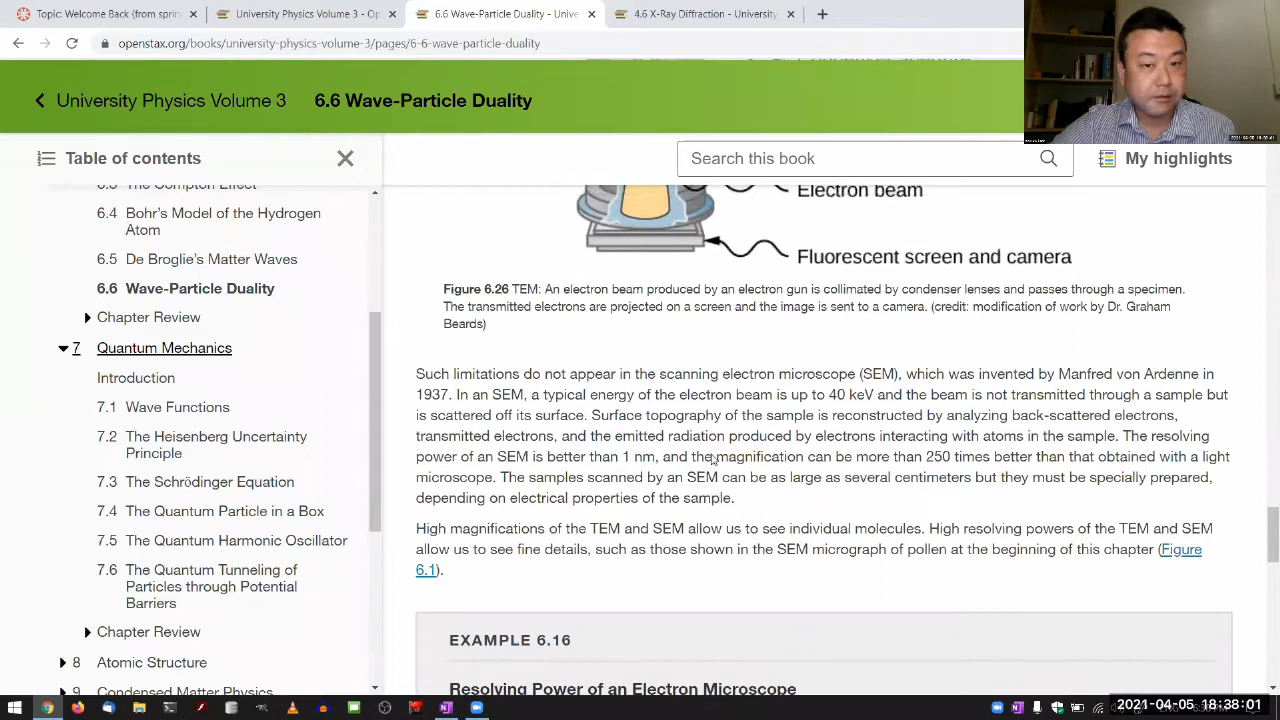 Topic: Welcome Back (from sprin
University Physics Volume 3 - Op
6.6 Wave-Particle Duality - Unive
4.6 X-Ray Diffraction - University
openstax.org/books/university-physics-volume-3/pages/6-6-wave-particle-duality
University Physics Volume 3
6.6 Wave-Particle Duality
Table of contents
Search this book
My highlights
6.3 The Compton Effect
6.4 Bohr's Model of the Hydrogen
Atom
6.5 De Broglie's Matter Waves
6.6 Wave-Particle Duality
Chapter Review
7 Quantum Mechanics
Introduction
7.1 Wave Functions
7.2 The Heisenberg Uncertainty
Principle
7.3 The Schrödinger Equation
7.4 The Quantum Particle in a Box
7.5 The Quantum Harmonic Oscillator
7.6 The Quantum Tunneling of
Particles through Potential
Barriers
Chapter Review
8 Atomic Structure
9 Condensed Matter Physics
Electron beam
Fluorescent screen and camera
Figure 6.26 TEM: An electron beam produced by an electron gun is collimated by condenser lenses and passes through a specimen.
The transmitted electrons are projected on a screen and the image is sent to a camera. (credit: modification of work by Dr. Graham
Beards)
Such limitations do not appear in the scanning electron microscope (SEM), which was invented by Manfred von Ardenne in
1937. In an SEM, a typical energy of the electron beam is up to 40 keV and the beam is not transmitted through a sample but
is scattered off its surface. Surface topography of the sample is reconstructed by analyzing back-scattered electrons,
transmitted electrons, and the emitted radiation produced by electrons interacting with atoms in the sample. The resolving
power of an SEM is better than 1 nm, and the magnification can be more than 250 times better than that obtained with a light
microscope. The samples scanned by an SEM can be as large as several centimeters but they must be specially prepared,
depending on electrical properties of the sample.
High magnifications of the TEM and SEM allow us to see individual molecules. High resolving powers of the TEM and SEM
allow us to see fine details, such as those shown in the SEM micrograph of pollen at the beginning of this chapter (Figure
6.1).
EXAMPLE 6.16
Resolving Power of an Electron Microscope
2021-04-05 18:38:01